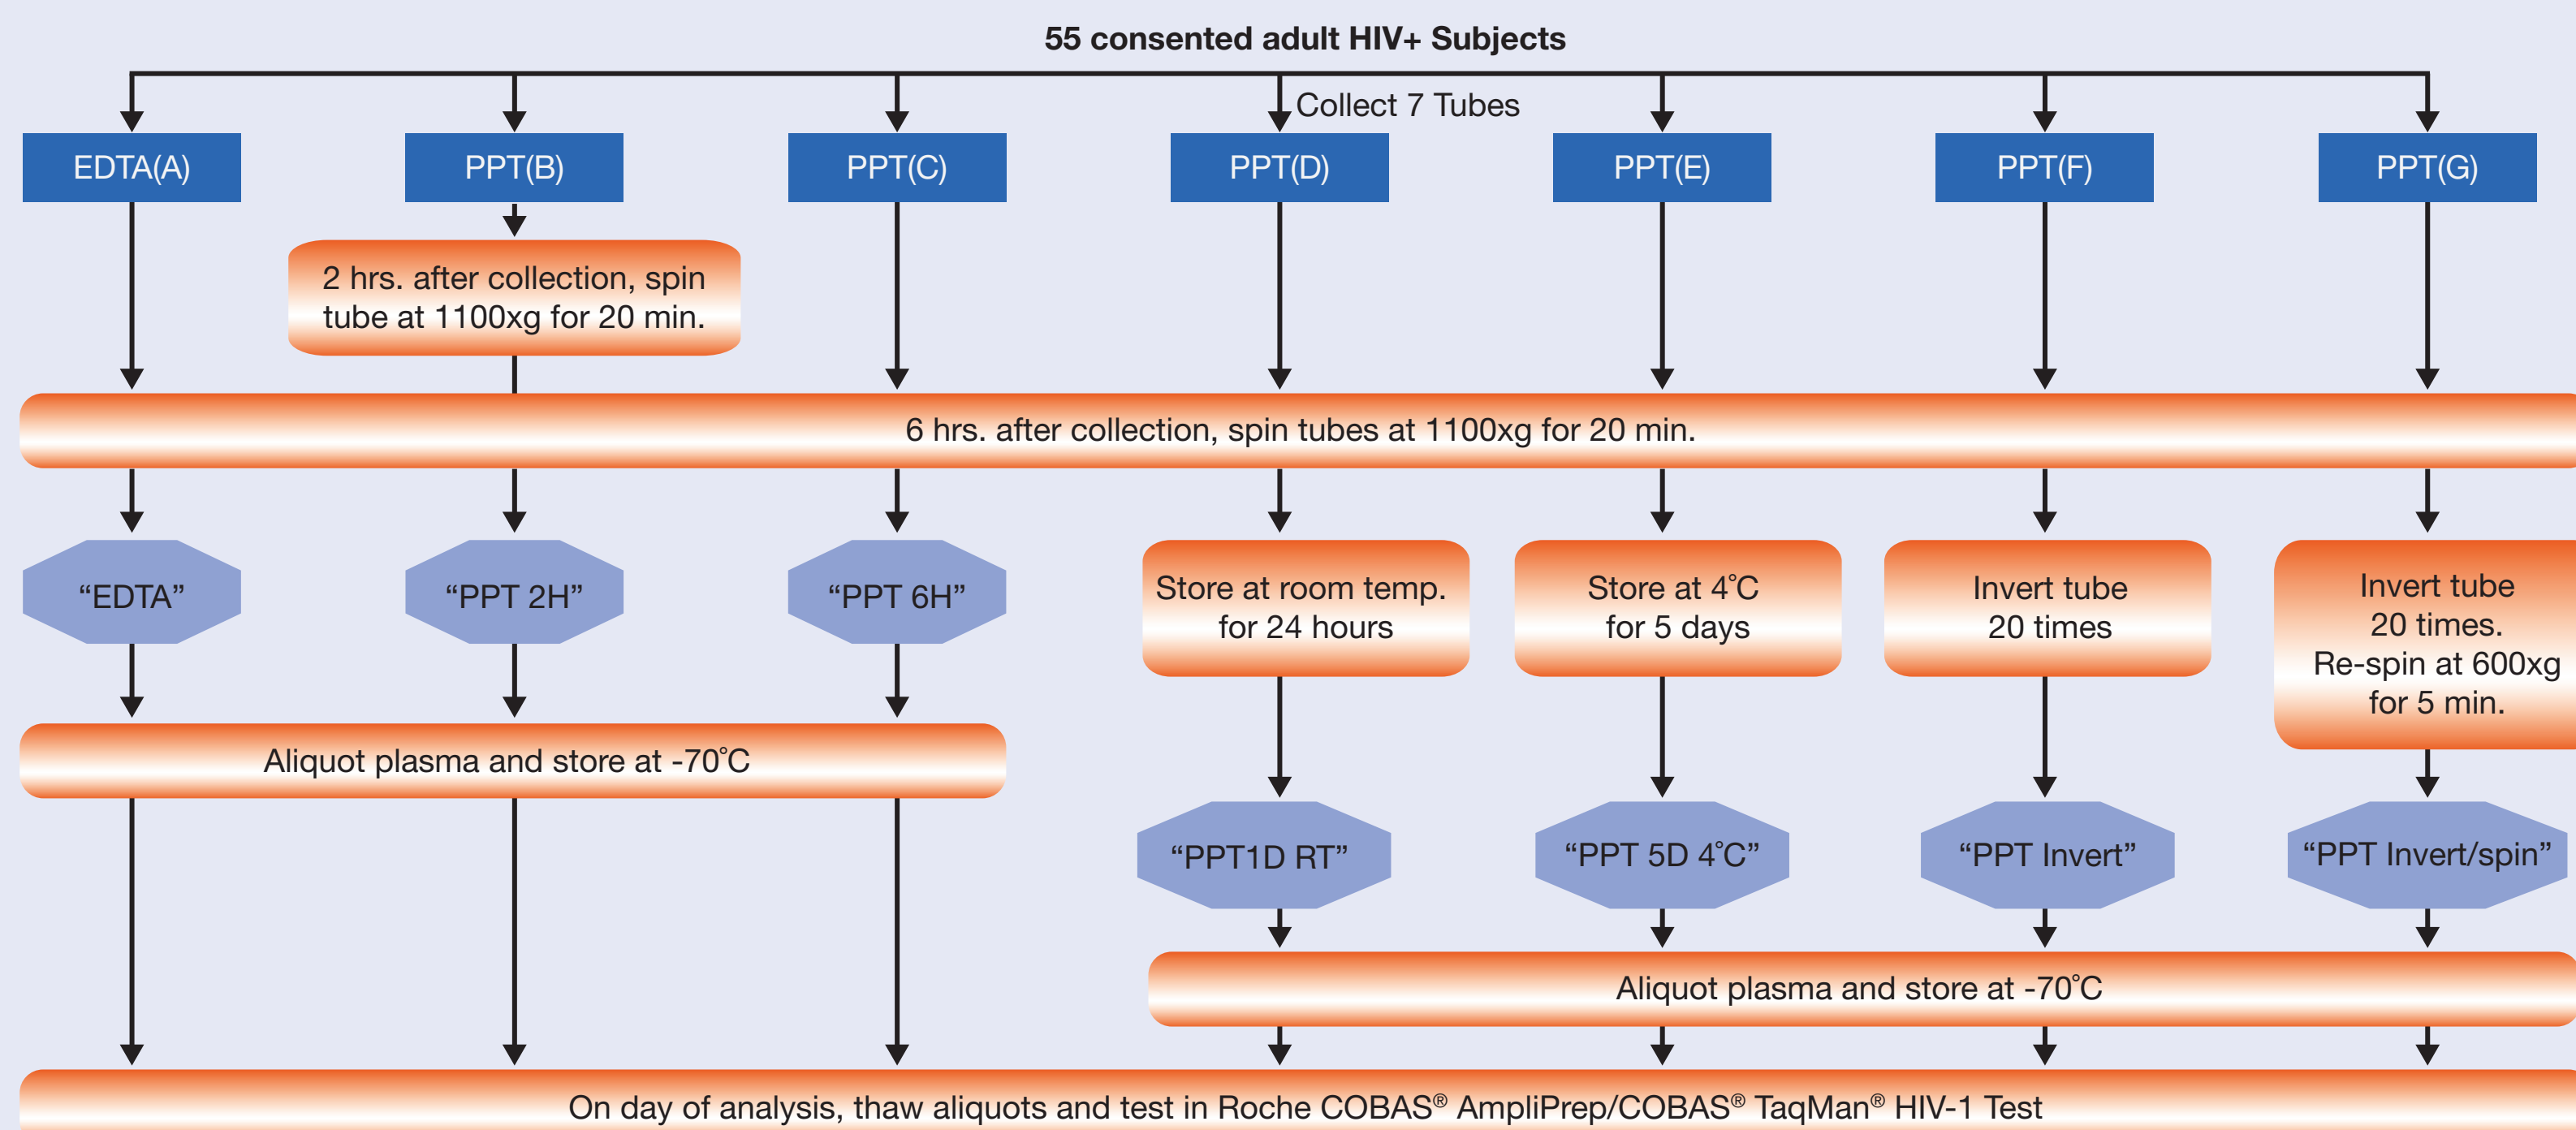 55 consented adult HIV+ Subjects
Collect 7 Tubes
EDTA(A)
PPT(B)
PPT(C)
PPT(D)
PPT(E)
PPT(F)
PPT(G)
2 hrs. after collection, spin
tube at 1100xg for 20 min.
6 hrs. after collection, spin tubes at 1100xg for 20 min.
“EDTA”
“PPT 2H”
“PPT 6H”
Store at room temp.
for 24 hours
Store at 4°C
for 5 days
Invert tube
20 times
Invert tube
20 times.
Re-spin at 600xg
for 5 min.
Aliquot plasma and store at -70°C
“PPT1D RT”
“PPT 5D 4°C”
“PPT Invert”
“PPT Invert/spin”
Aliquot plasma and store at -70°C
On day of analysis, thaw aliquots and test in Roche COBAS® AmpliPrep/COBAS® TaqMan® HIV-1 Test